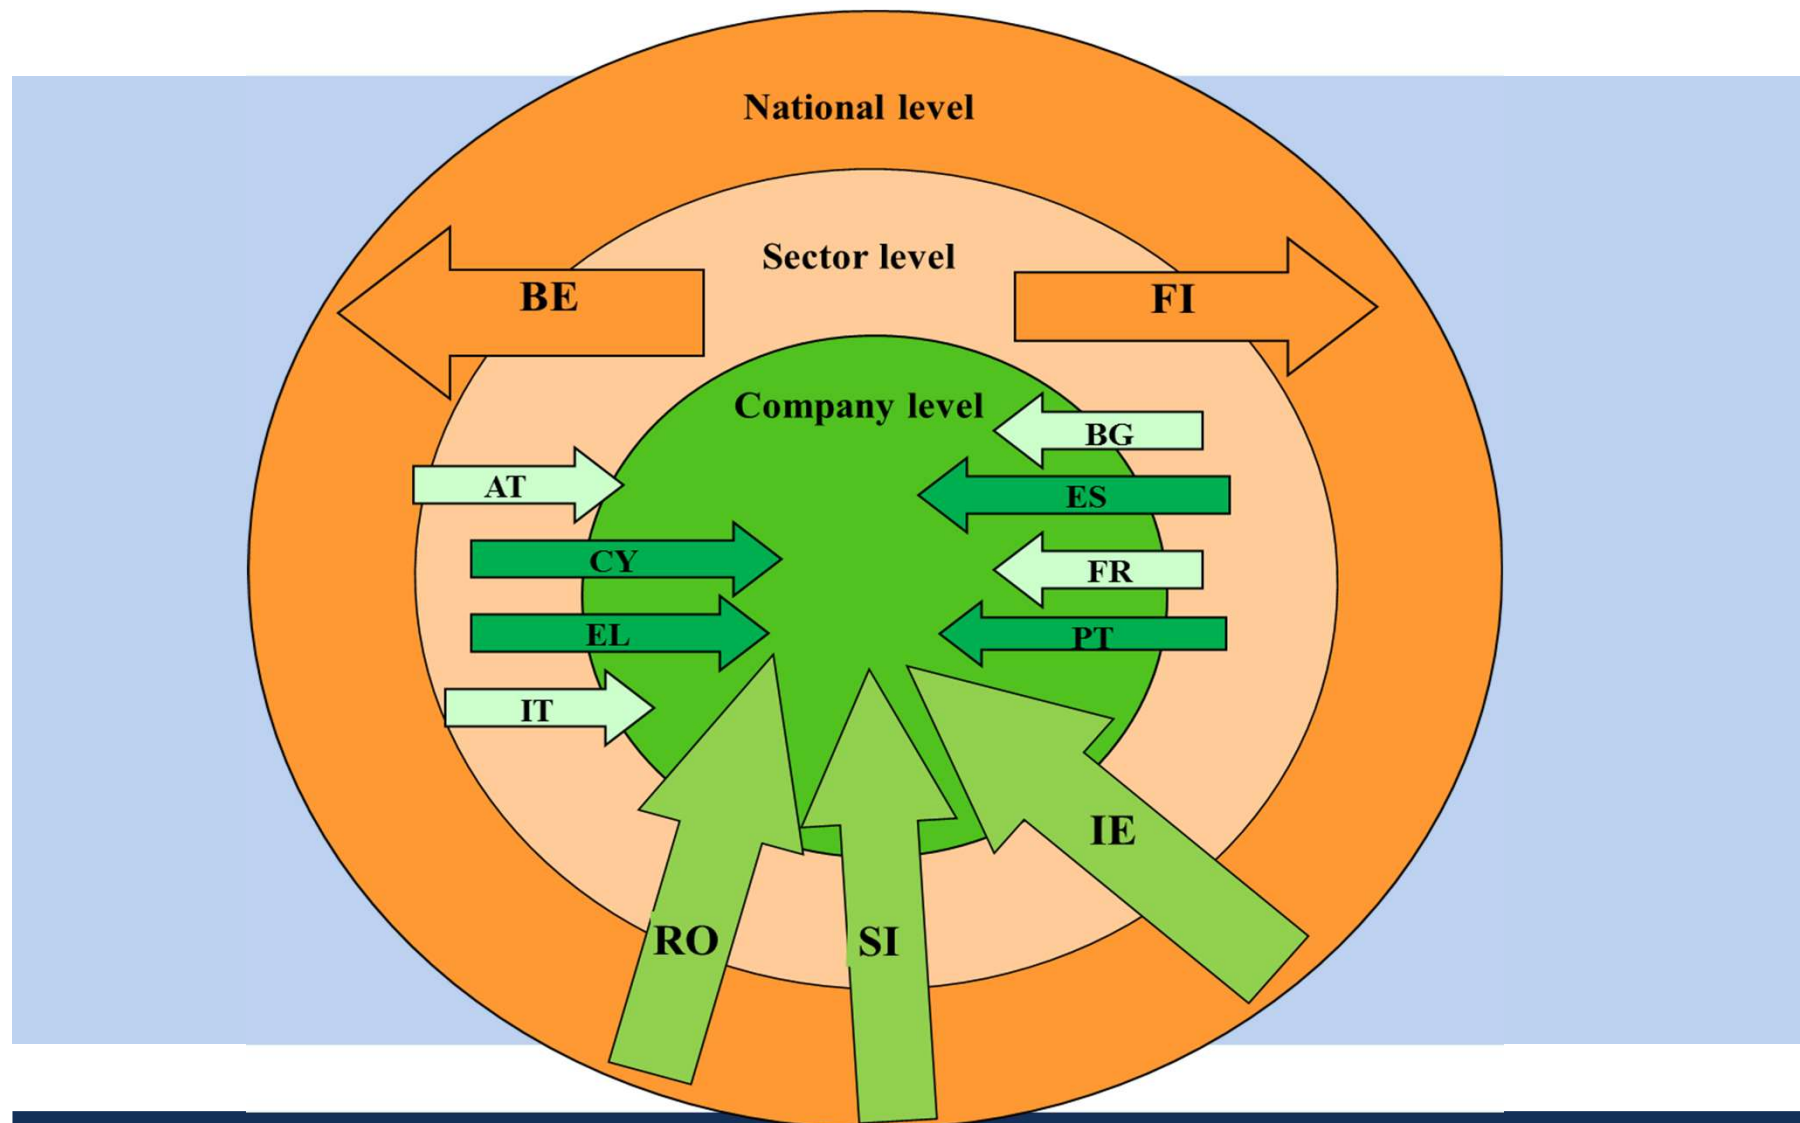 National level
Sector level
BE
FI
Company level
BG
AT
ES
CY
FR
EL
PT
IT
IE
RO
SI